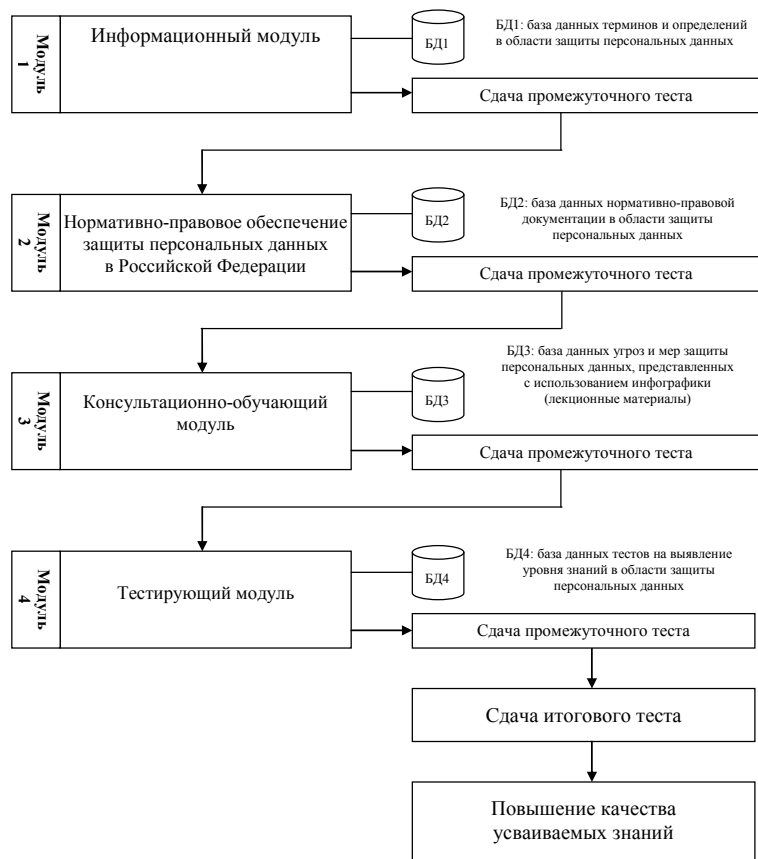 Модуль
1
Информационный модуль
БД1
БД1: база данных терминов и определений
в области защиты персональных данных
Сдача промежуточного теста
Модуль
2
Нормативно-правовое обеспечение
защиты персональных данных
в Российской Федерации
БД2
БД2: база данных нормативно-правовой
документации в области защиты
персональных данных
Сдача промежуточного теста
Модуль
3
Консультационно-обучающий
модуль
БД3
БД3: база данных угроз и мер защиты
персональных данных, представленных
с использованием инфографики
(лекционные материалы)
Сдача промежуточного теста
Модуль
4
Тестирующий модуль
БД4
БД4: база данных тестов на выявление
уровня знаний в области защиты
персональных данных
Сдача промежуточного теста
Сдача итогового теста
Повышение качества
усваиваемых знаний